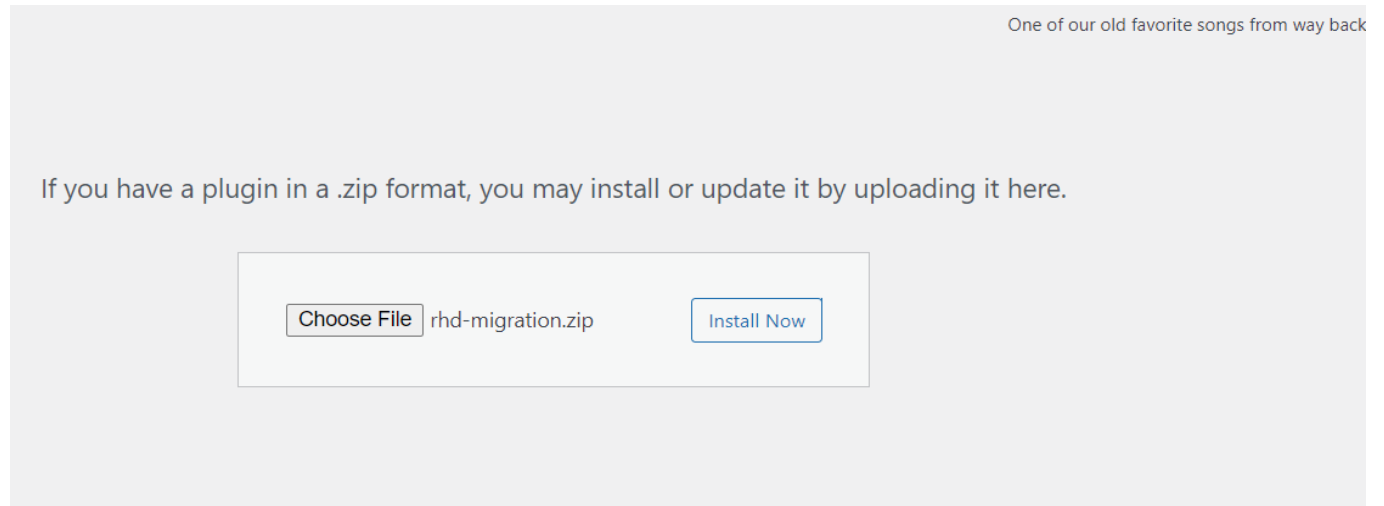 One of our old favorite songs from way back
If you have a plugin in a .zip format, you may install or update it by uploading it here.
Choose File rhd-migration.zip Install Now